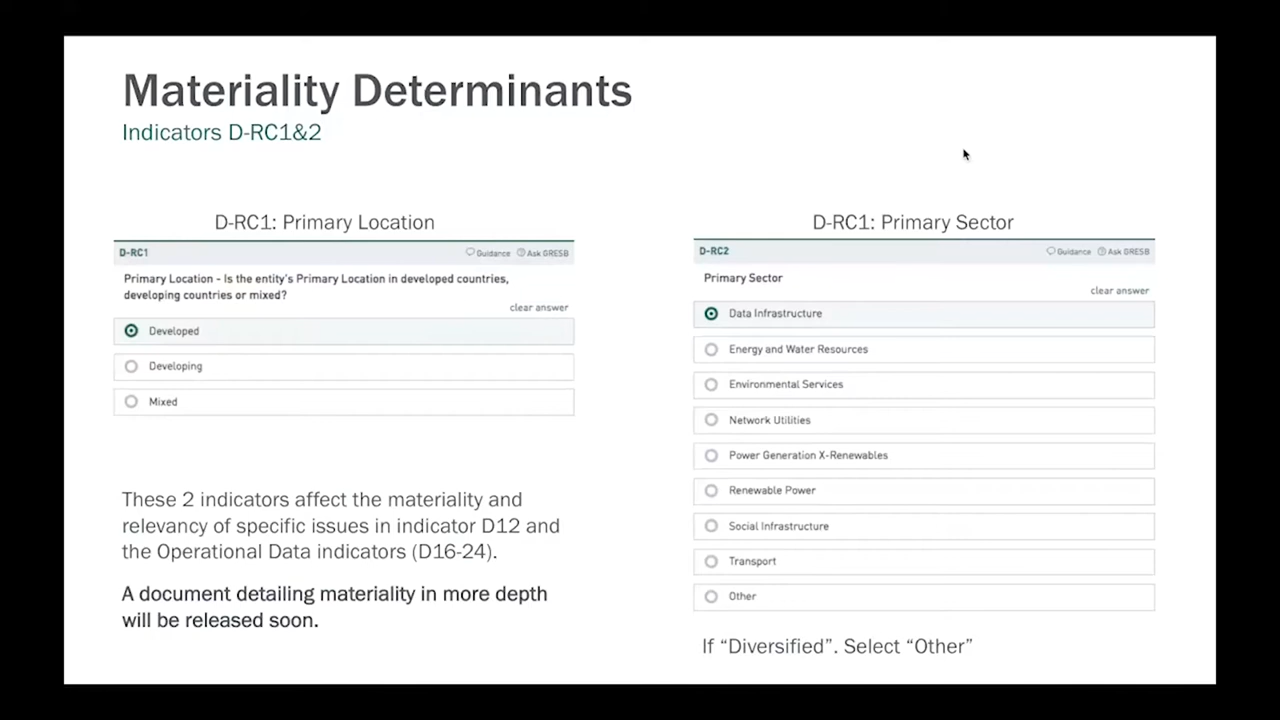 Materiality Determinants
Indicators D-RC1&2
D-RC1: Primary Location
D-RC1 Guidance Ask GRESB
Primary Location - Is the entity's Primary Location in developed countries,
developing countries or mixed?
clear answer
Developed
Developing
Mixed
These 2 indicators affect the materiality and
relevancy of specific issues in indicator D12 and
the Operational Data indicators (D16-24).
A document detailing materiality in more depth
will be released soon.
D-RC1: Primary Sector
D-RC2 Guidance Ask GRESB
Primary Sector
clear answer
Data Infrastructure
Energy and Water Resources
Environmental Services
Network Utilities
Power Generation X-Renewables
Renewable Power
Social Infrastructure
Transport
Other
If “Diversified”. Select “Other”